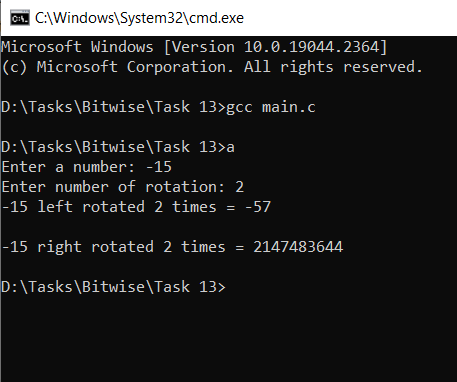 C:\Windows\System32\cmd.exe
Microsoft Windows [Version 10.0.19044.2364]
(c) Microsoft Corporation. All rights reserved.
D:\Tasks\Bitwise\Task 13>gcc main.c
D:\Tasks\Bitwise\Task 13>a
Enter a number: -15
Enter number of rotation: 2
-15 left rotated 2 times = -57
-15 right rotated 2 times = 2147483644
D:\Tasks\Bitwise\Task 13>